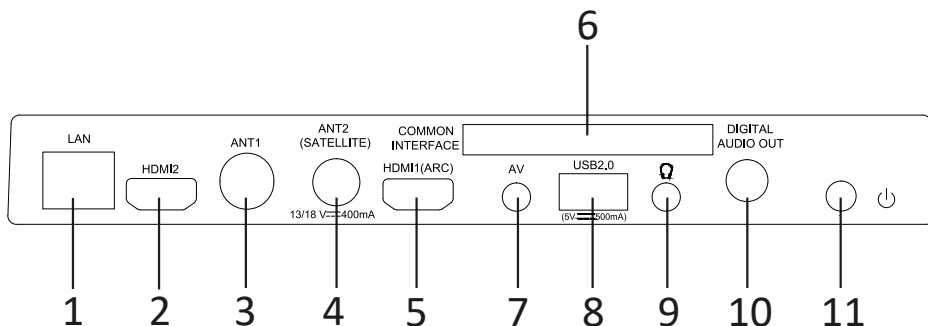 6
LAN
HDMI2
ANT1
ANT2
(SATELLITE)
13/18 V⎓400mA
COMMON
INTERFACE
HDMI1(ARC)
AV
USB2.0
(5V⎓500mA)
DIGITAL
AUDIO OUT
1 2 3 4 5 7 8 9 10 11